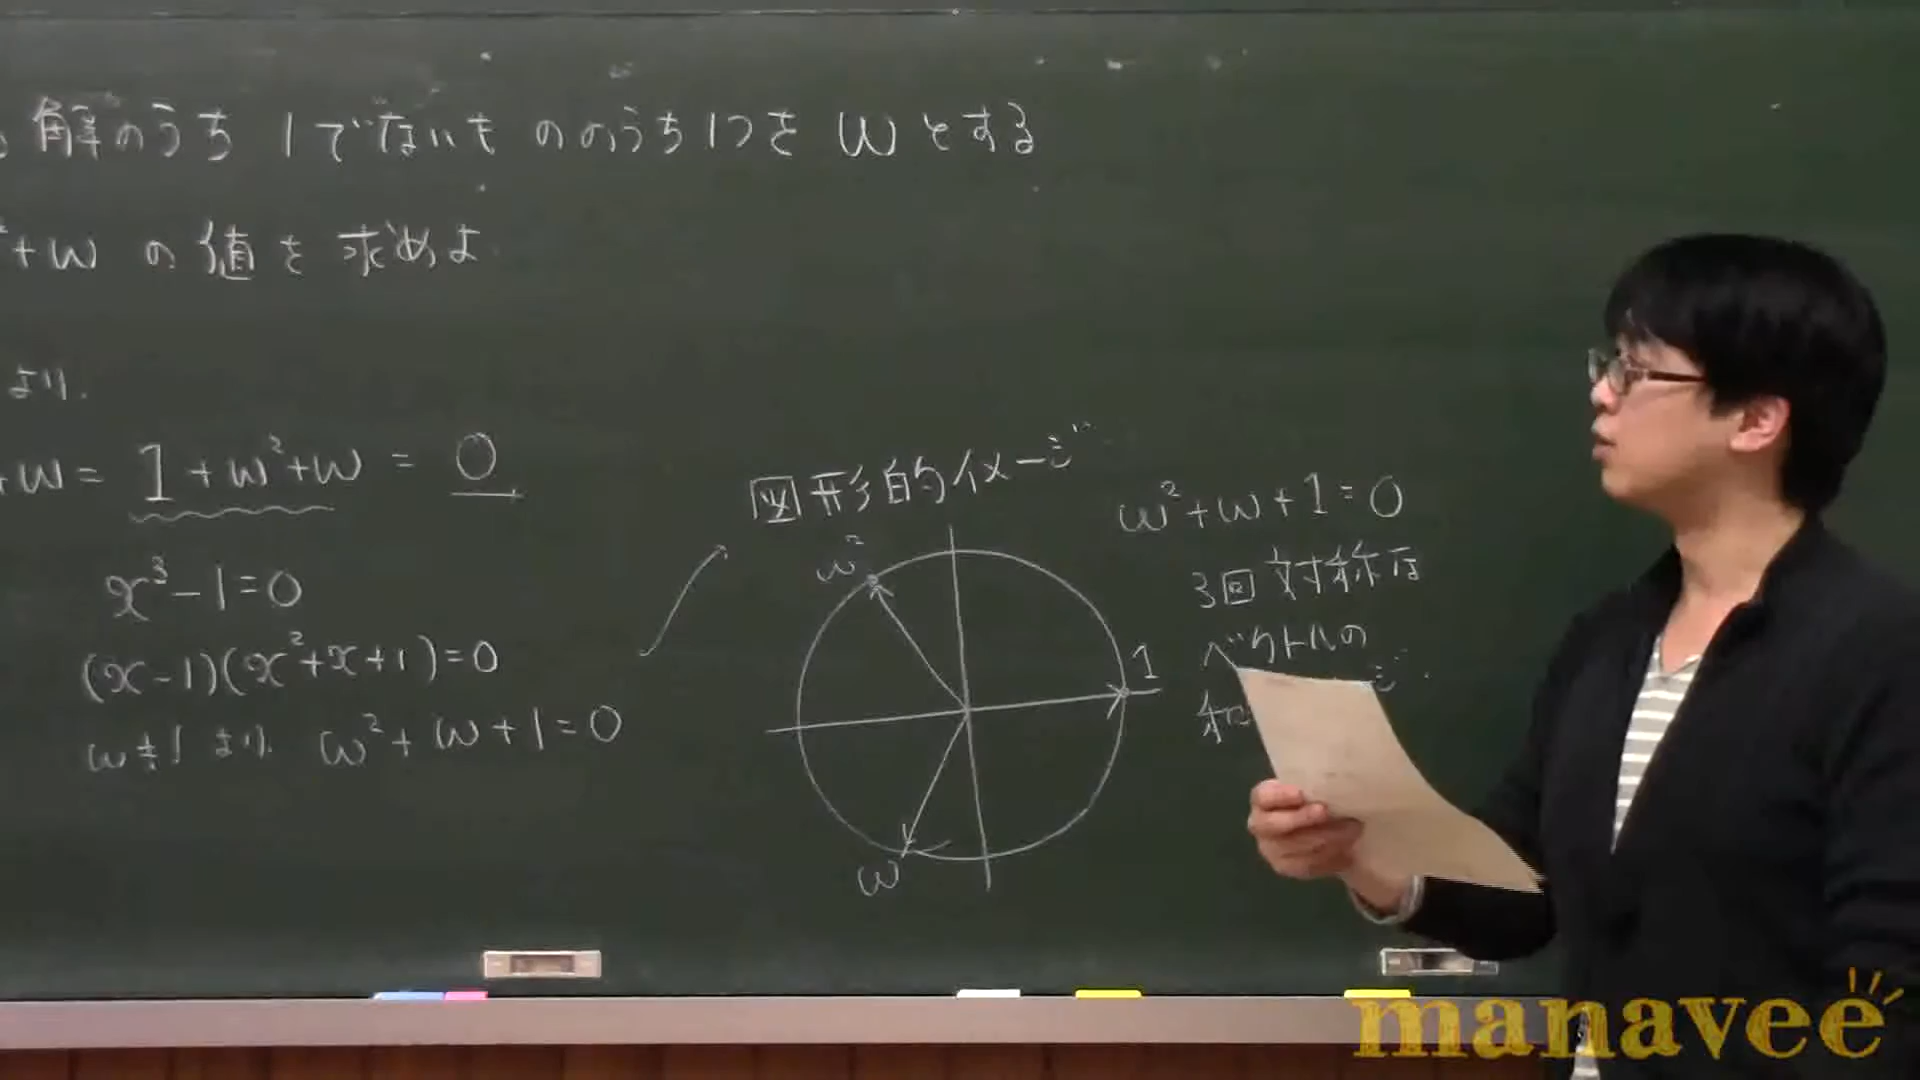 解のうち 1でないもののうち1つを ωとする
+ω の値を求めよ
より.
+ω = 1+ω²+ω = 0
x³-1=0
(x-1)(x²+x+1)=0
ω≠1 より ω²+ω+1=0
図形的イメージ
ω²
1
ω
ω²+ω+1=0
3回対称な
ベクトルの
manavee